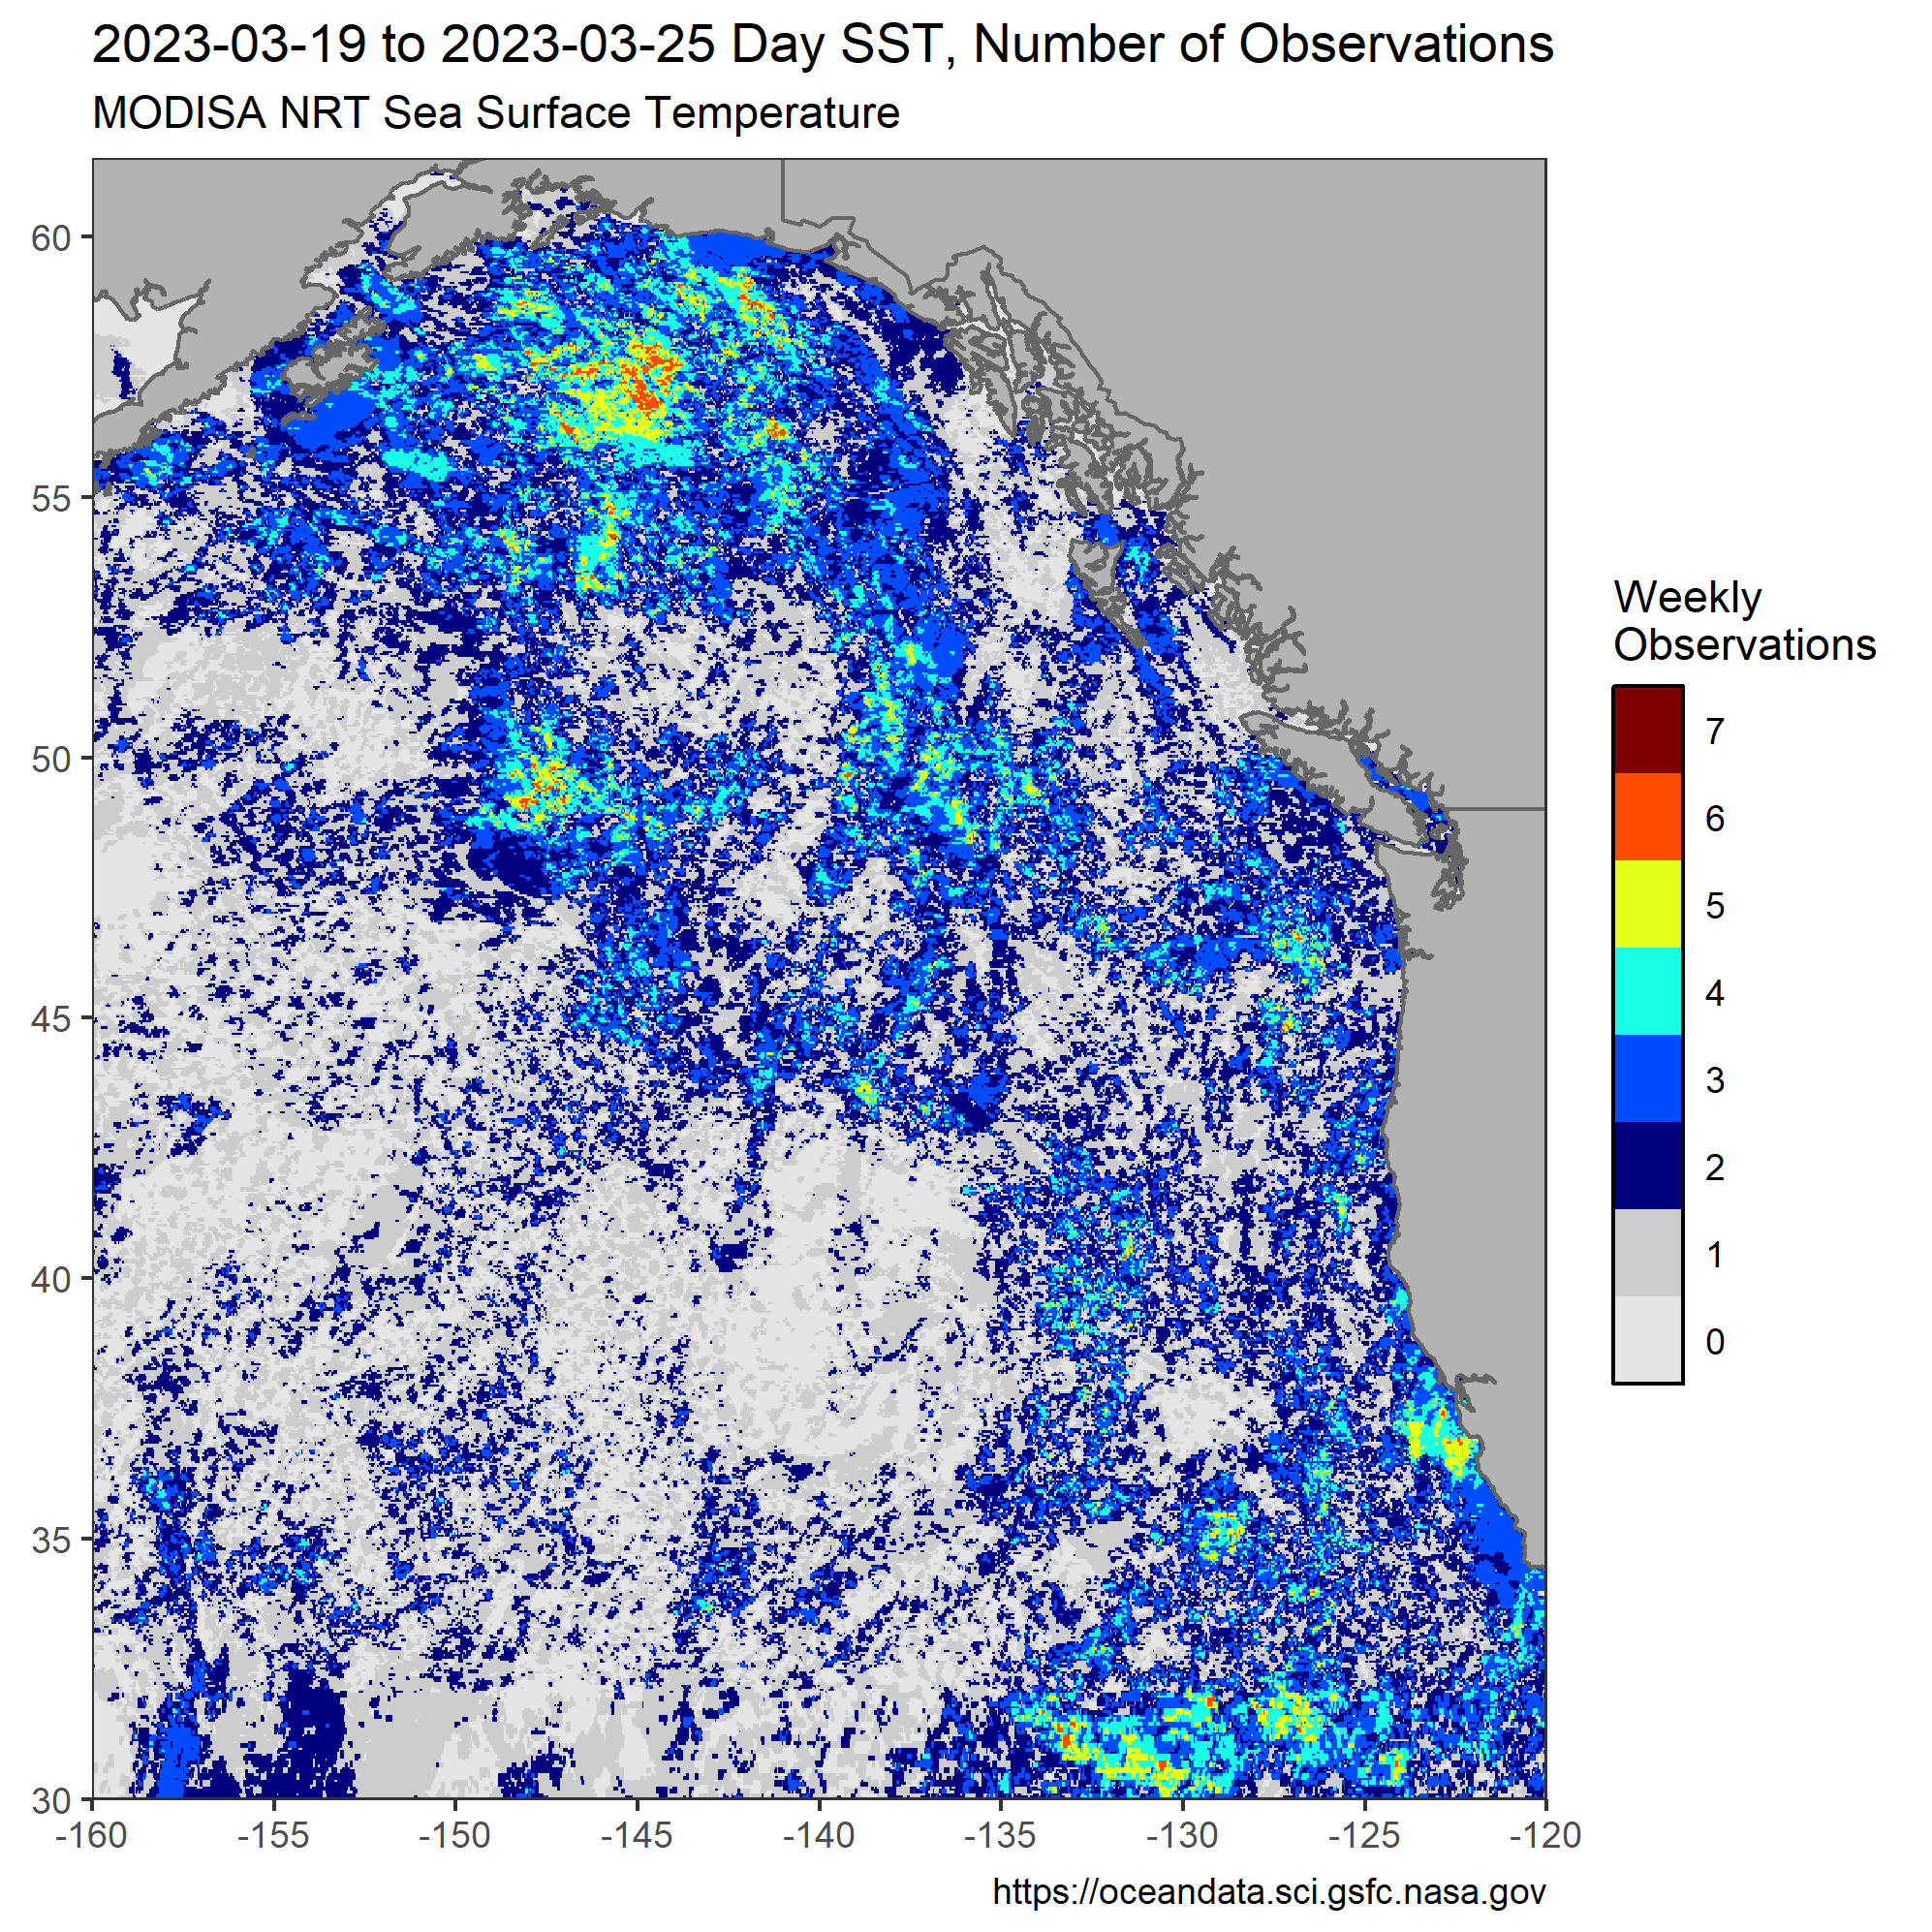 2023-03-19 to 2023-03-25 Day SST, Number of Observations
MODISA NRT Sea Surface Temperature
60
55
50
45
40
35
30
-160 -155 -150 -145 -140 -135 -130 -125 -120
Weekly
Observations
7
6
5
4
3
2
1
0
https://oceandata.sci.gsfc.nasa.gov